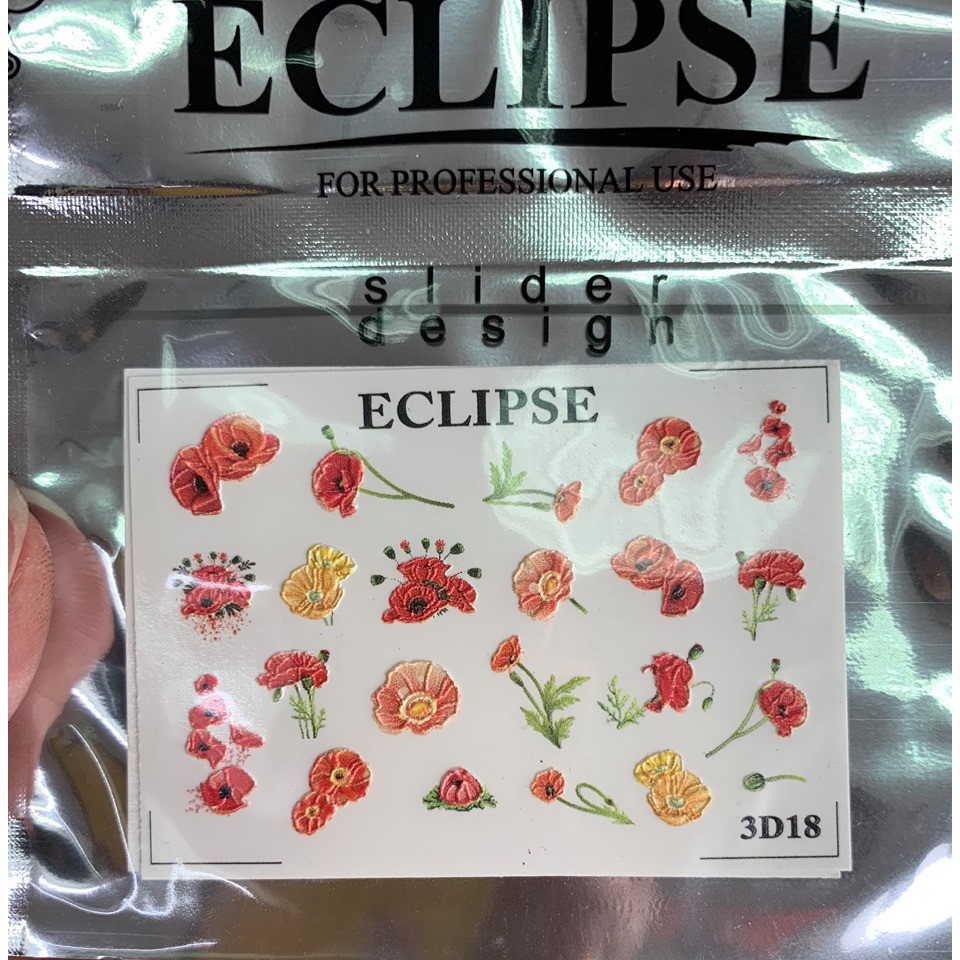 ECLIPSE
FOR PROFESSIONAL USE
slider
design
ECLIPSE
3D18